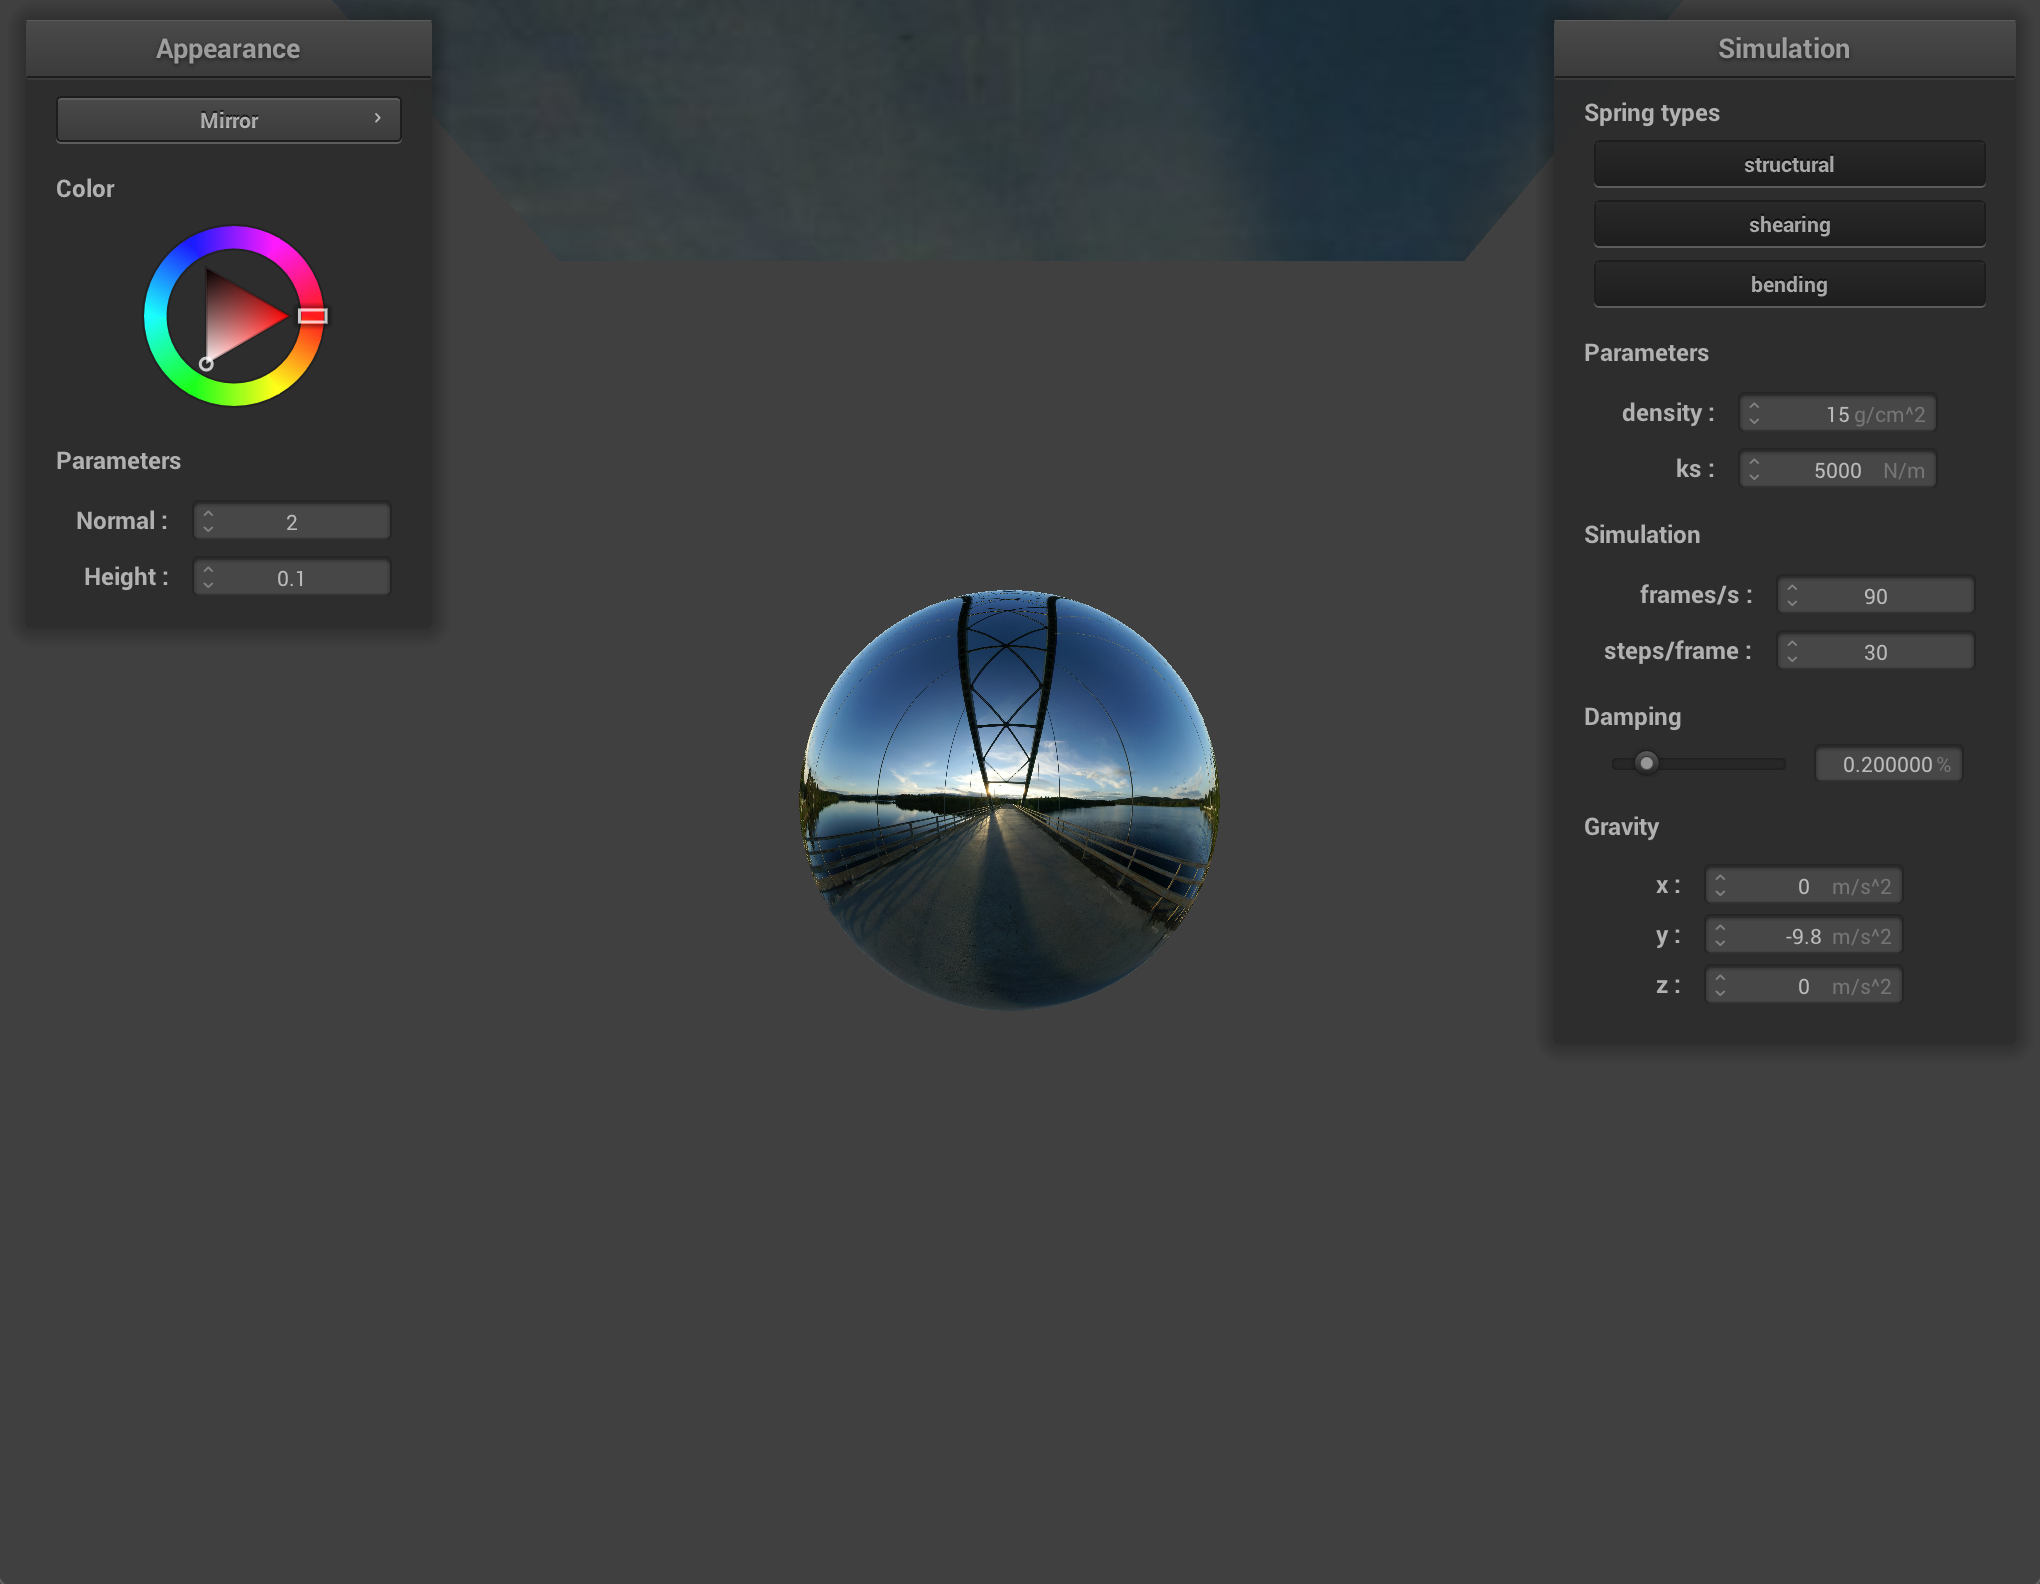 Appearance
Mirror
Color
Parameters
Normal : 2
Height : 0.1
Simulation
Spring types
structural
shearing
bending
Parameters
density : 15 g/cm^2
ks : 5000 N/m
Simulation
frames/s : 90
steps/frame : 30
Damping
0.200000 %
Gravity
x : 0 m/s^2
y : -9.8 m/s^2
z : 0 m/s^2